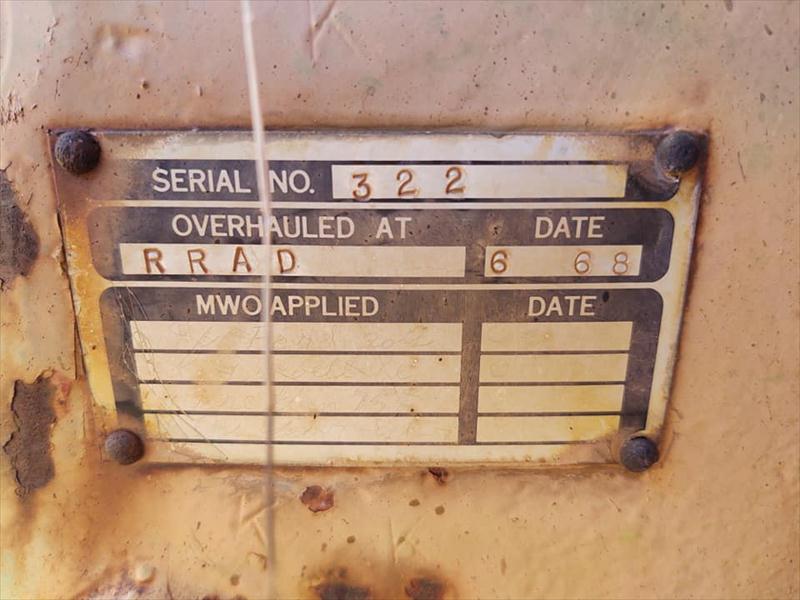 SERIAL NO. 322
OVERHAULED AT DATE
RRAD 6 68
MWO APPLIED DATE